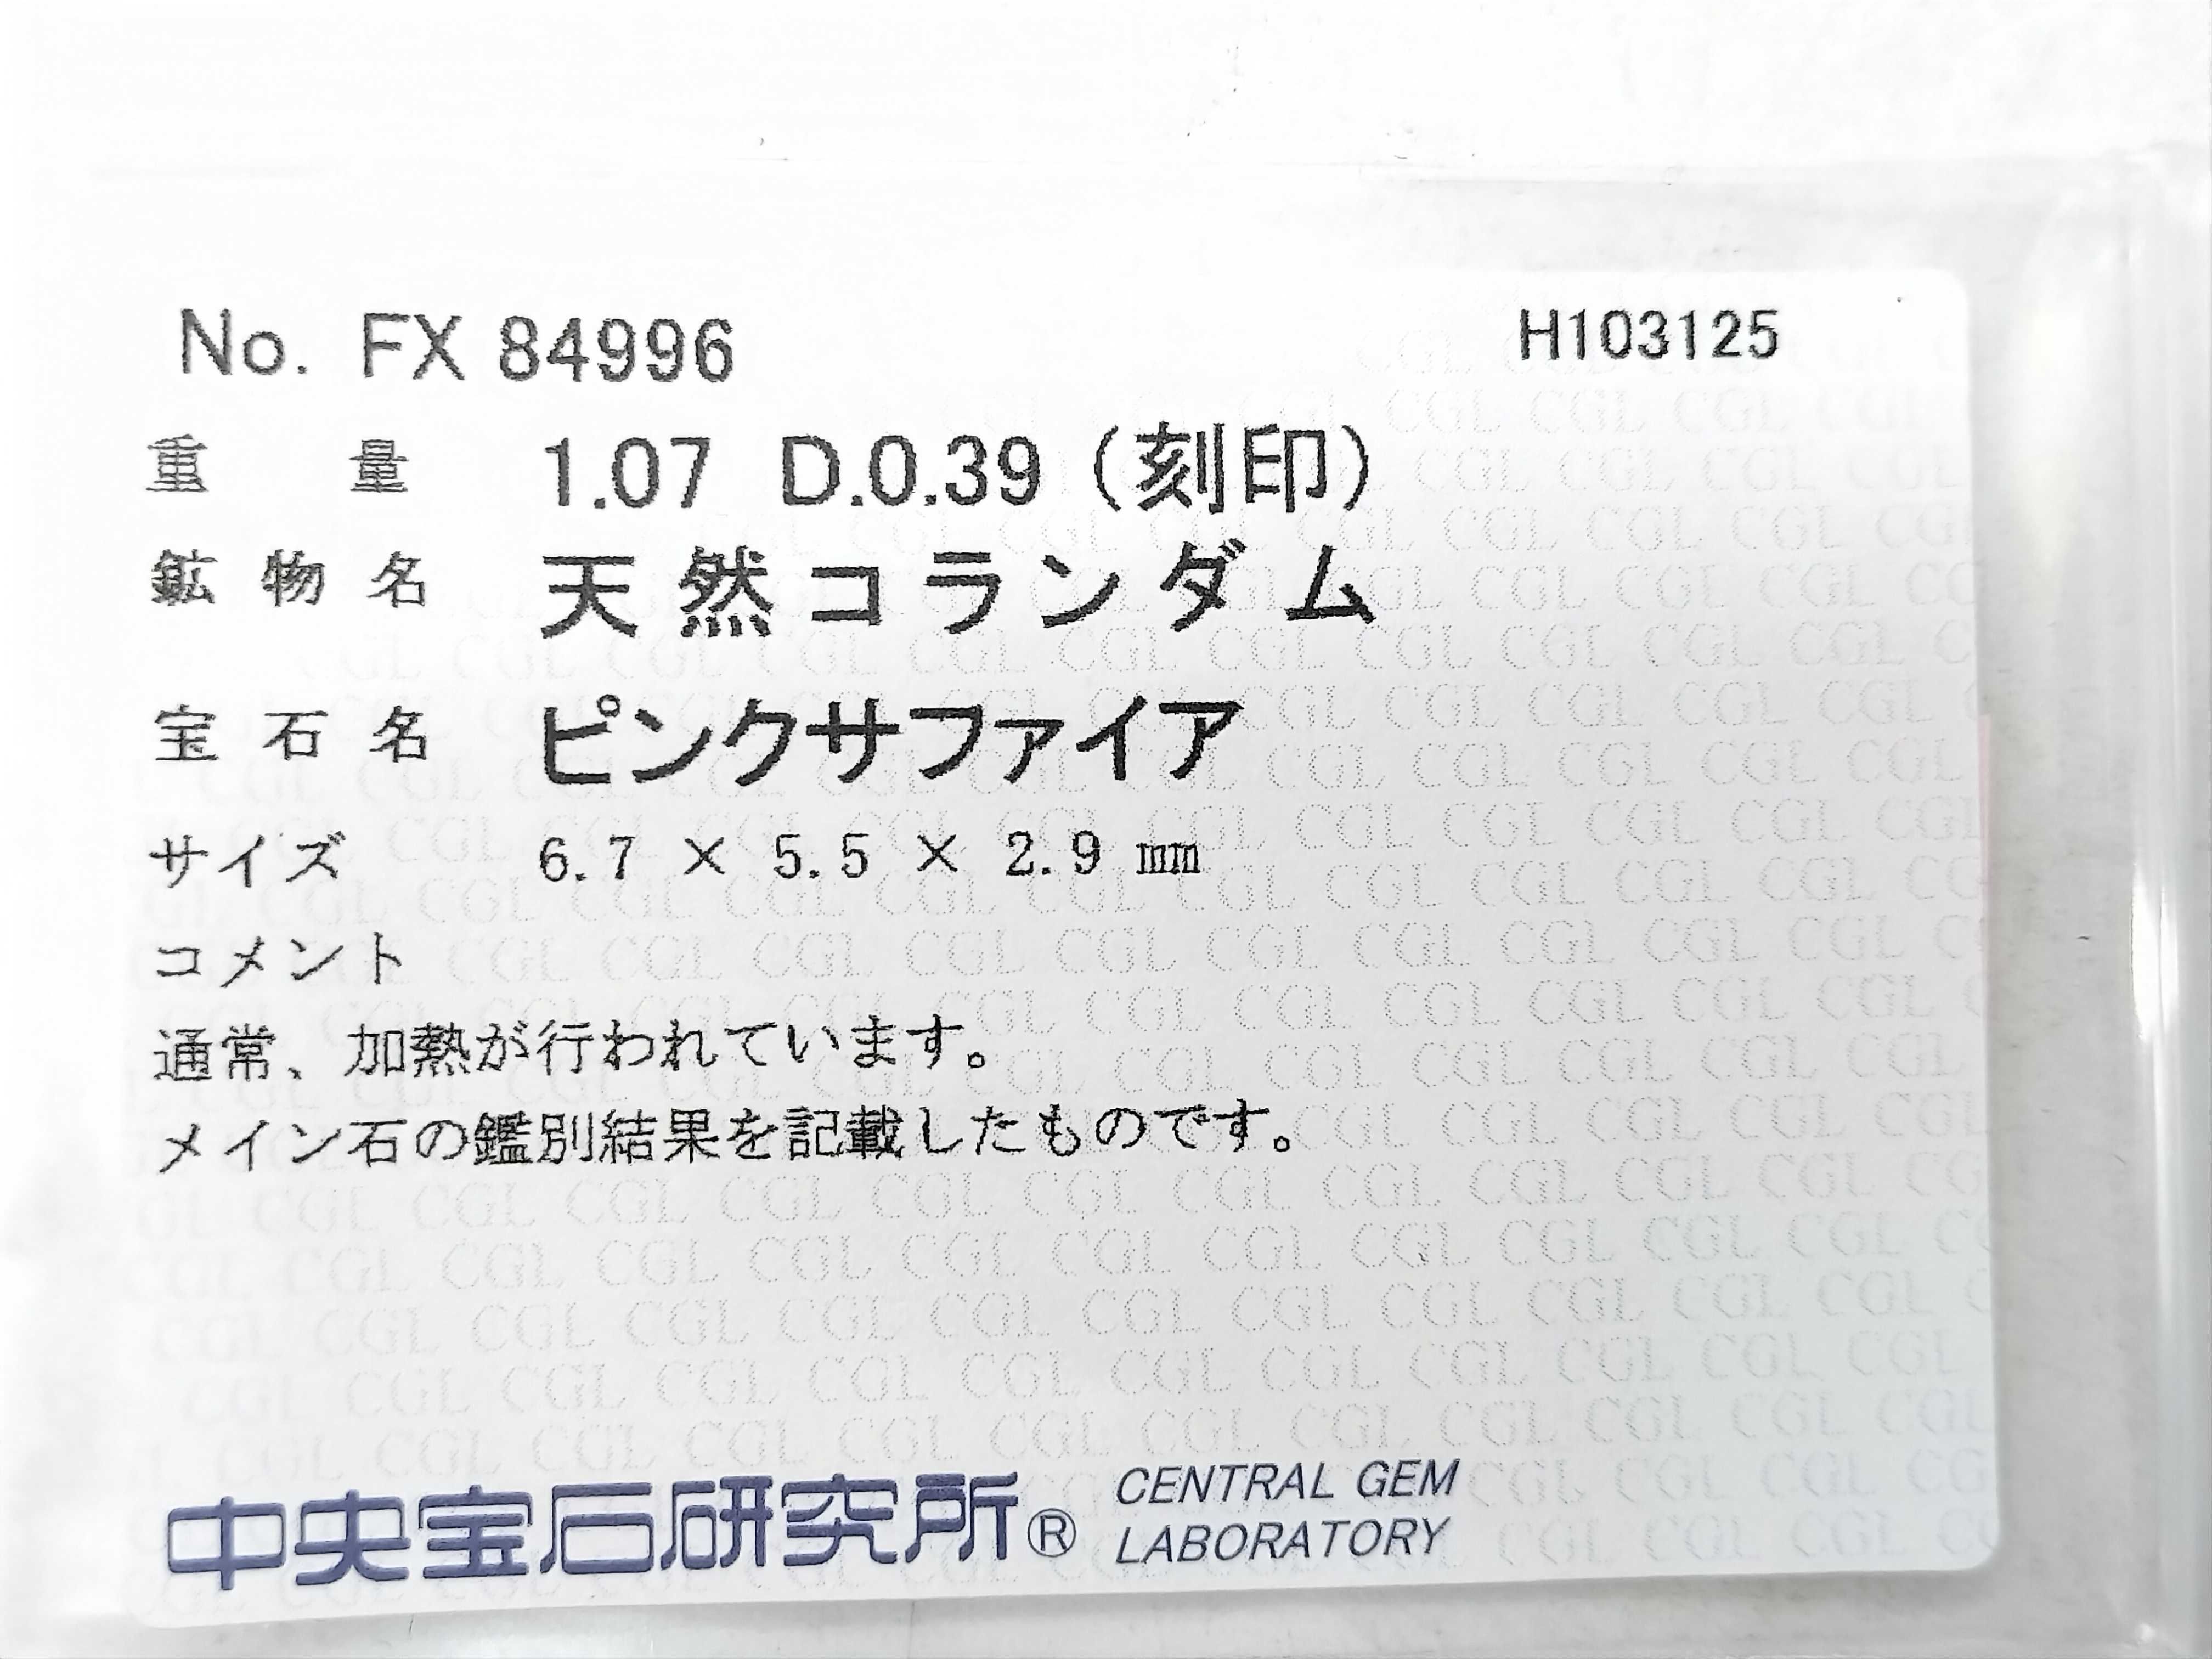 No. FX 84996 H103125
重量 1.07 D.0.39（刻印）
鉱物名 天然コランダム
宝石名 ピンクサファイア
サイズ 6.7 × 5.5 × 2.9 ㎜
コメント
通常、加熱が行われています。
メイン石の鑑別結果を記載したものです。
中央宝石研究所® CENTRAL GEM
LABORATORY